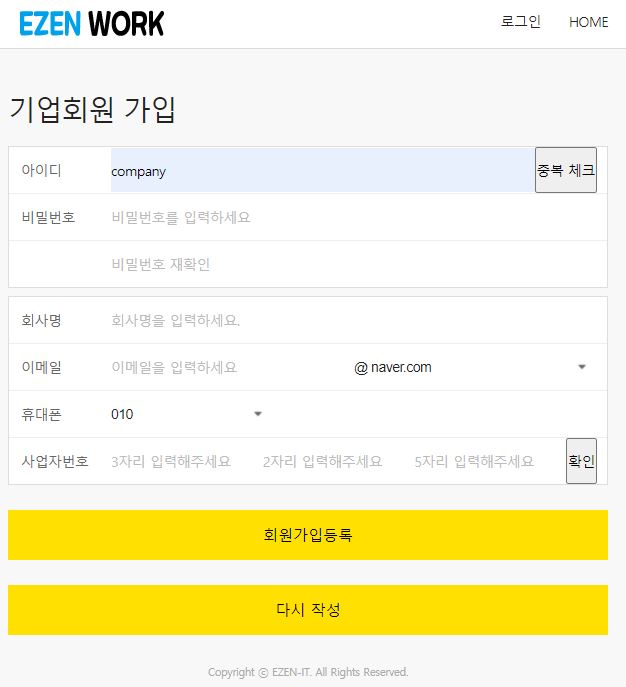 EZEN WORK 로그인 HOME
기업회원 가입
아이디 company 중복 체크
비밀번호 비밀번호를 입력하세요
비밀번호 재확인
회사명 회사명을 입력하세요.
이메일 이메일을 입력하세요 @ naver.com
휴대폰 010
사업자번호 3자리 입력해주세요 2자리 입력해주세요 5자리 입력해주세요 확인
회원가입등록
다시 작성
Copyright ⓒ EZEN-IT. All Rights Reserved.